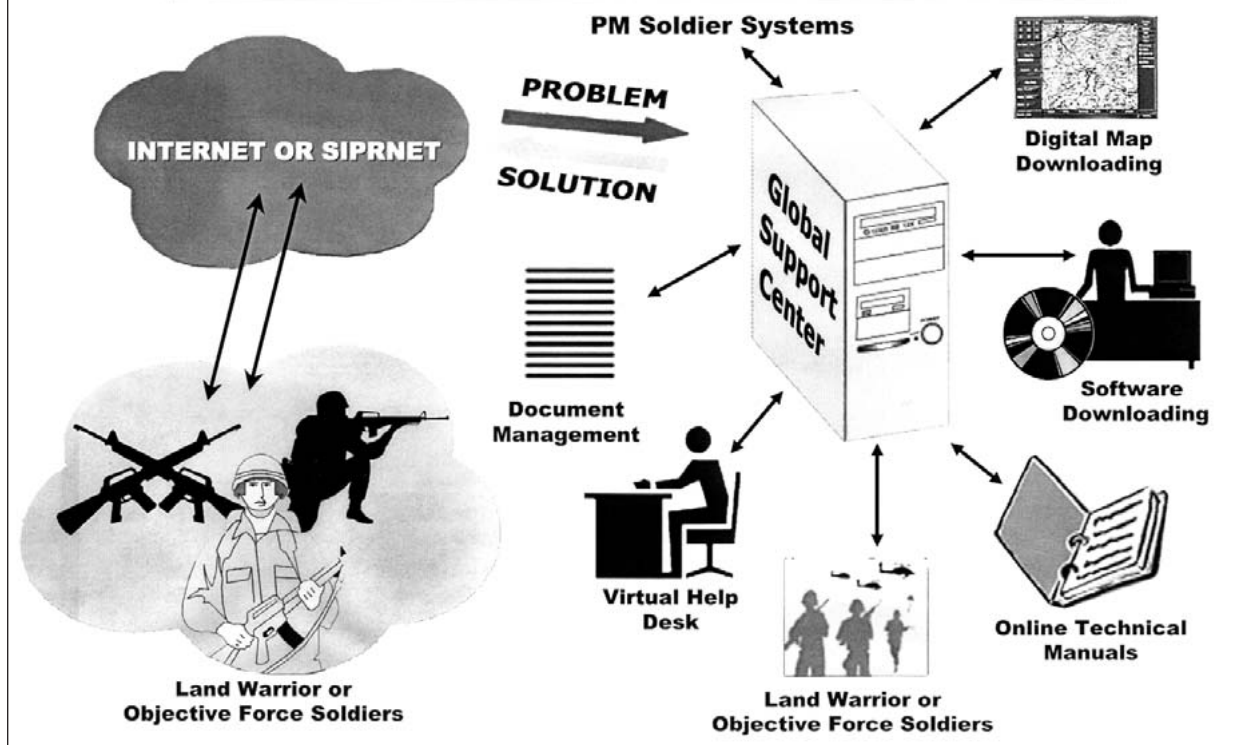 PM Soldier Systems
INTERNET OR SIPRNET
PROBLEM
SOLUTION
Global
Support
Center
Digital Map
Downloading
Document
Management
Software
Downloading
Virtual Help
Desk
Online Technical
Manuals
Land Warrior or
Objective Force Soldiers
Land Warrior or
Objective Force Soldiers